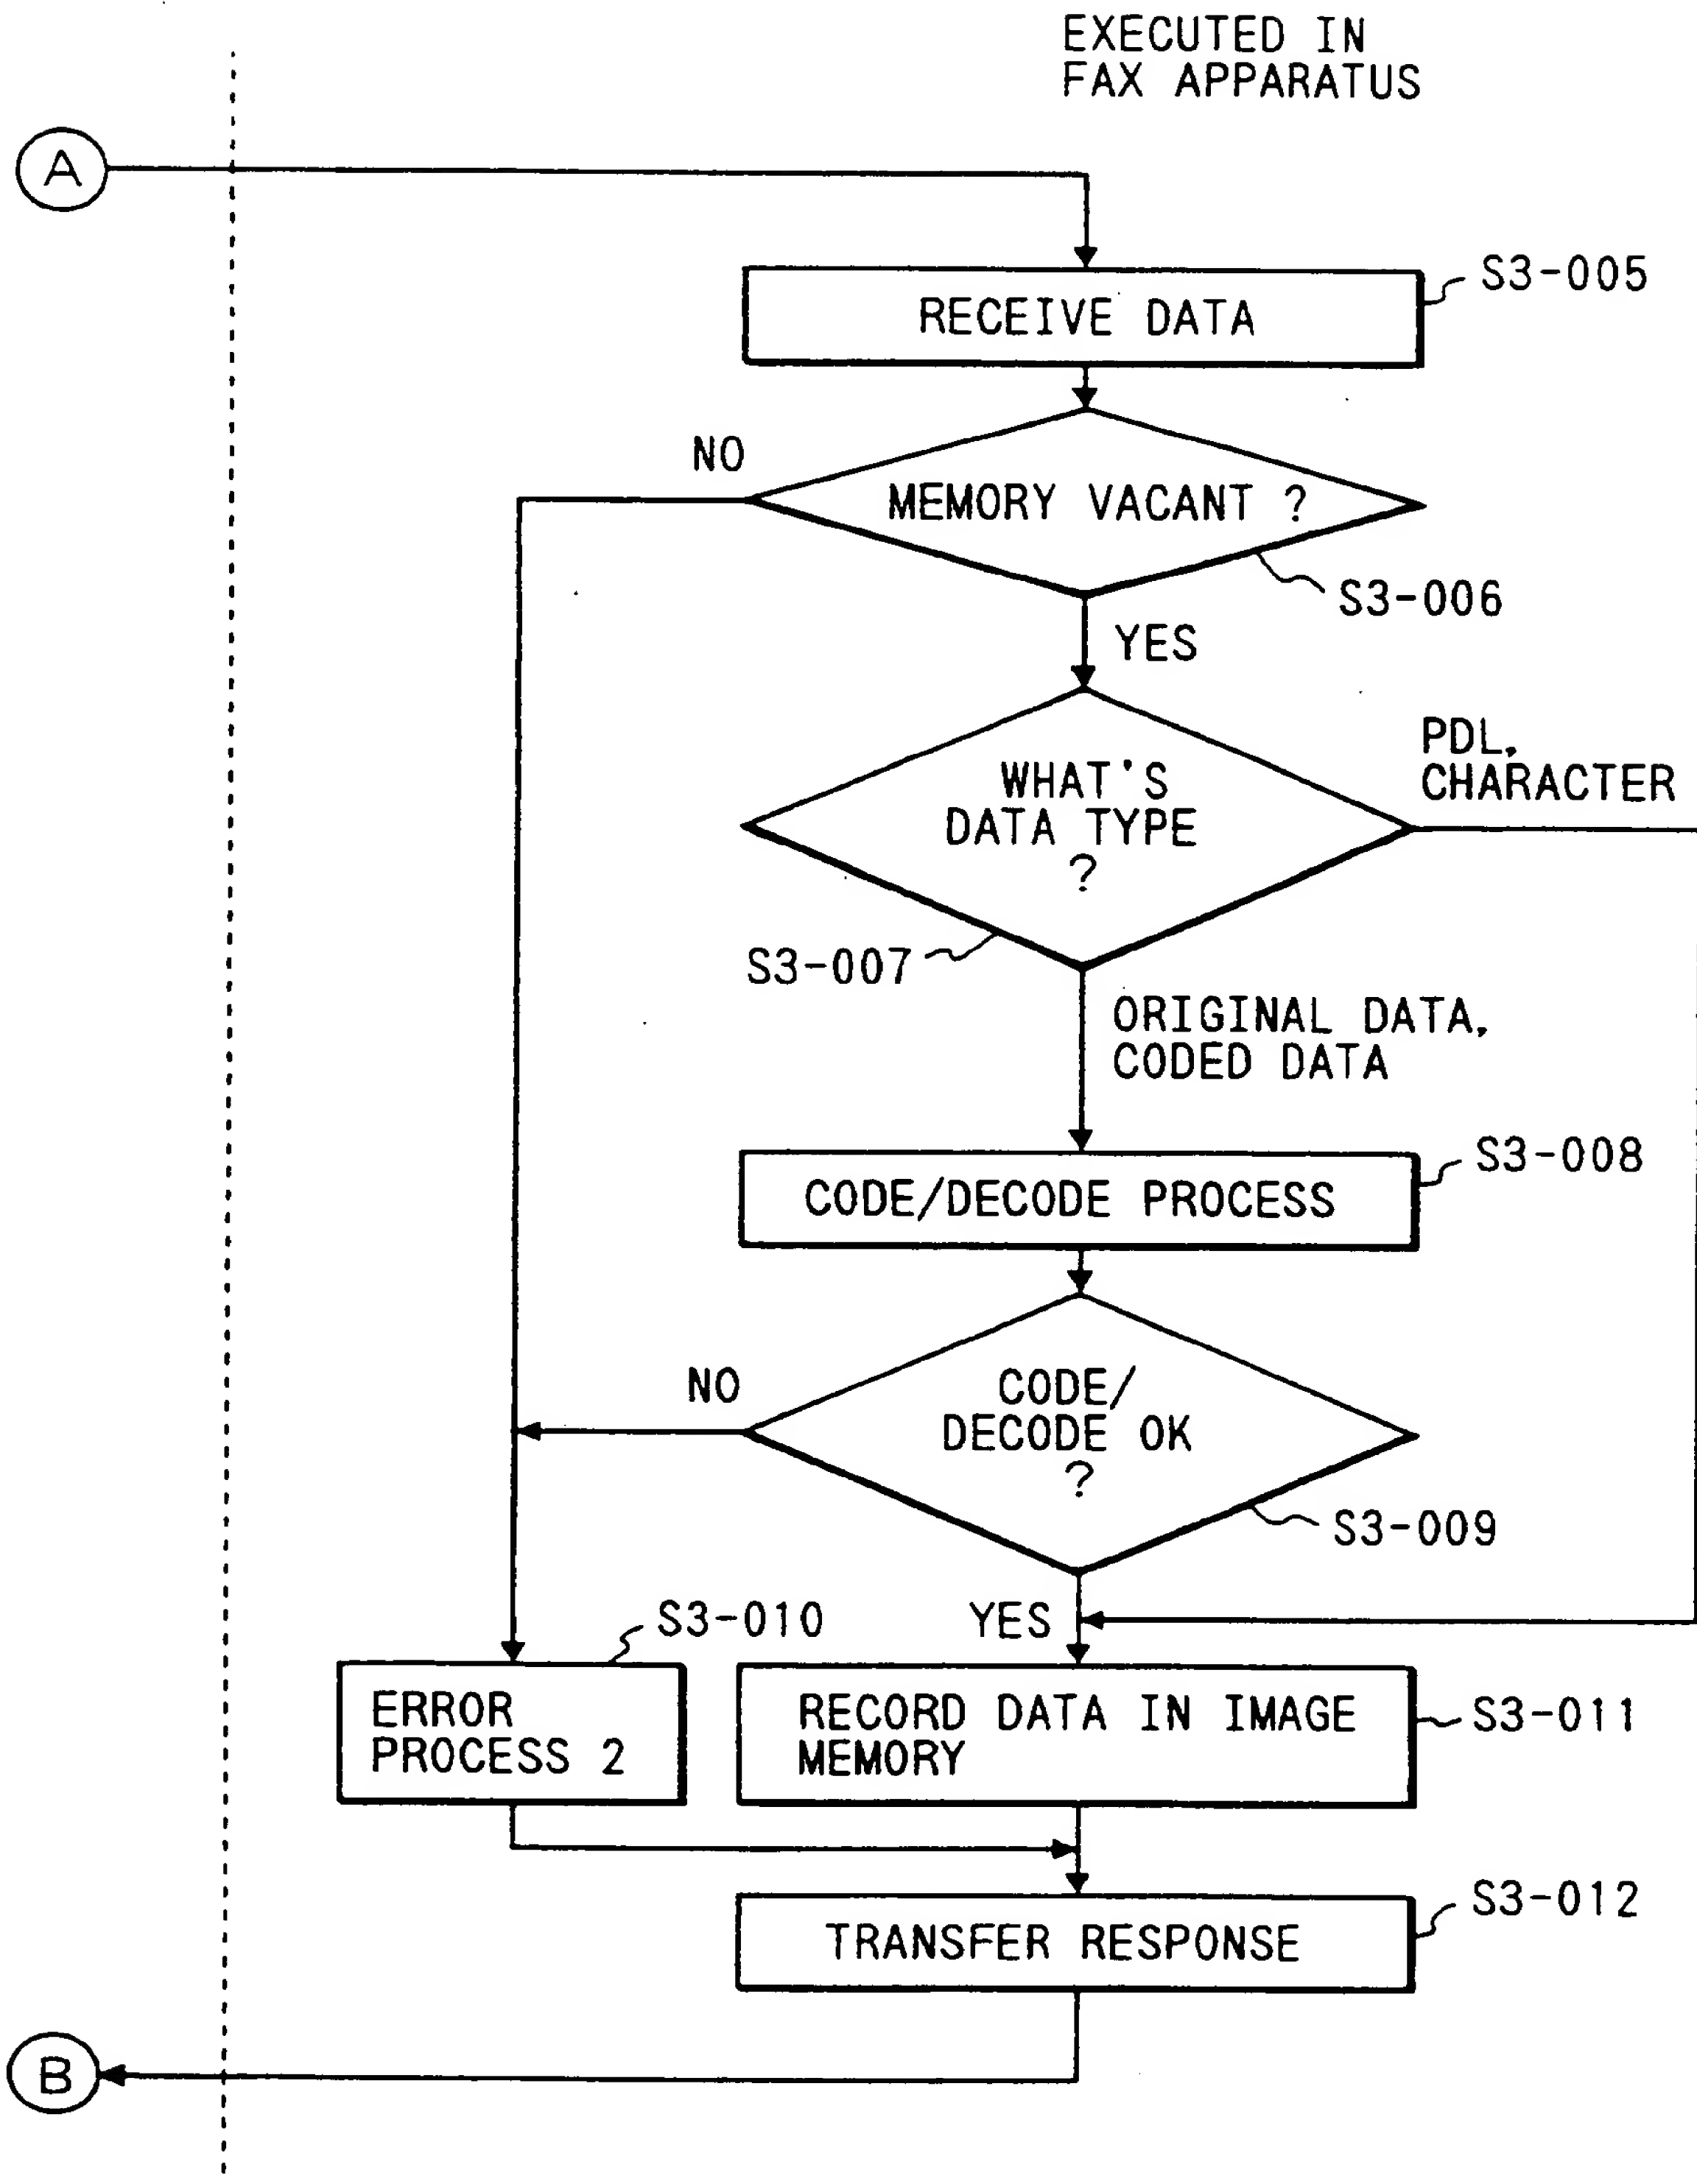 EXECUTED IN
FAX APPARATUS
A
S3-005
RECEIVE DATA
NO
MEMORY VACANT ?
S3-006
YES
PDL,
CHARACTER
WHAT'S
DATA TYPE
?
S3-007
ORIGINAL DATA,
CODED DATA
S3-008
CODE/DECODE PROCESS
NO
CODE/
DECODE OK
?
S3-009
YES
S3-010
ERROR
PROCESS 2
RECORD DATA IN IMAGE
MEMORY
S3-011
S3-012
TRANSFER RESPONSE
B